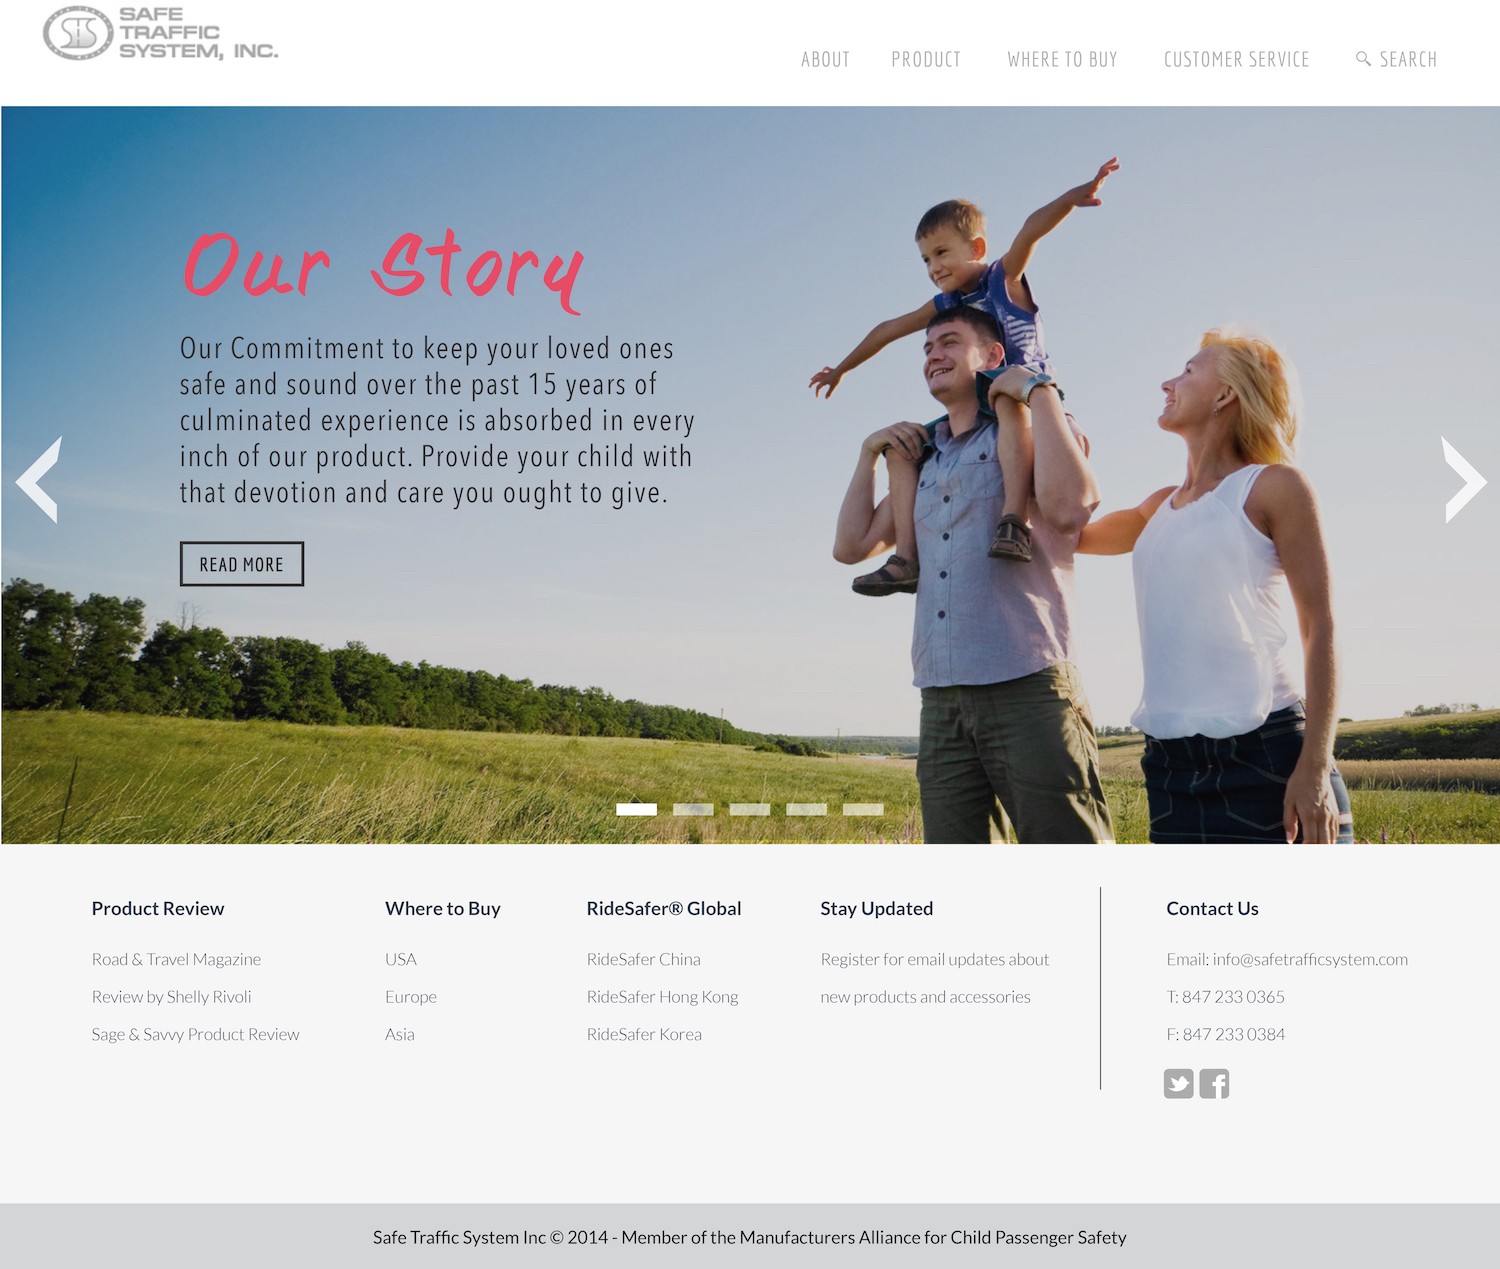 STS
SAFE
TRAFFIC
SYSTEM, INC.
ABOUT
PRODUCT
WHERE TO BUY
CUSTOMER SERVICE
SEARCH
Our Story
Our Commitment to keep your loved ones
safe and sound over the past 15 years of
culminated experience is absorbed in every
inch of our product. Provide your child with
that devotion and care you ought to give.
READ MORE
Product Review
Road & Travel Magazine
Review by Shelly Rivoli
Sage & Savvy Product Review
Where to Buy
USA
Europe
Asia
RideSafer® Global
RideSafer China
RideSafer Hong Kong
RideSafer Korea
Stay Updated
Register for email updates about
new products and accessories
Contact Us
Email: info@safetrafficsystem.com
T: 847 233 0365
F: 847 233 0384
Safe Traffic System Inc © 2014 - Member of the Manufacturers Alliance for Child Passenger Safety